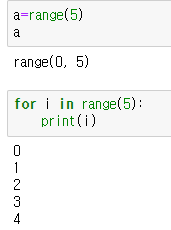 a=range(5)
a
range(0, 5)
for i in range(5):
    print(i)
0
1
2
3
4